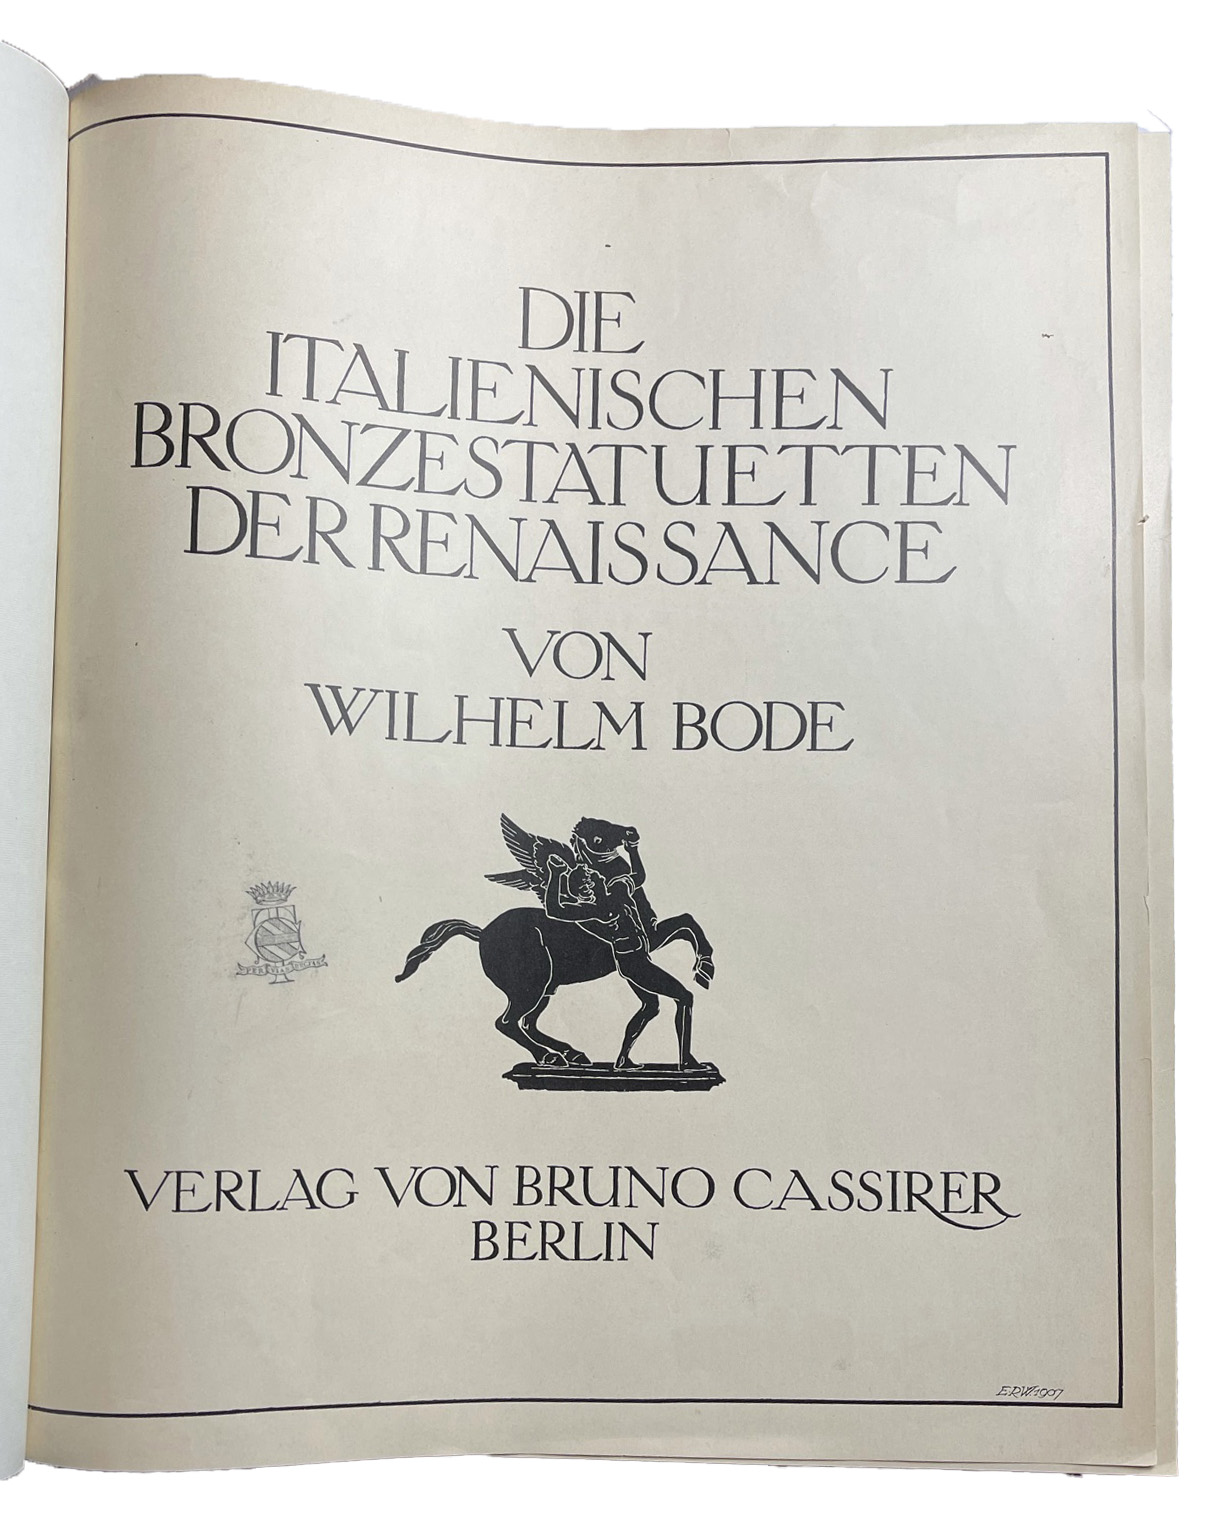 DIE
ITALIENISCHEN
BRONZESTATUETTEN
DER RENAISSANCE
VON
WILHELM BODE
VERLAG VON BRUNO CASSIRER
BERLIN
E.R.W. 1907